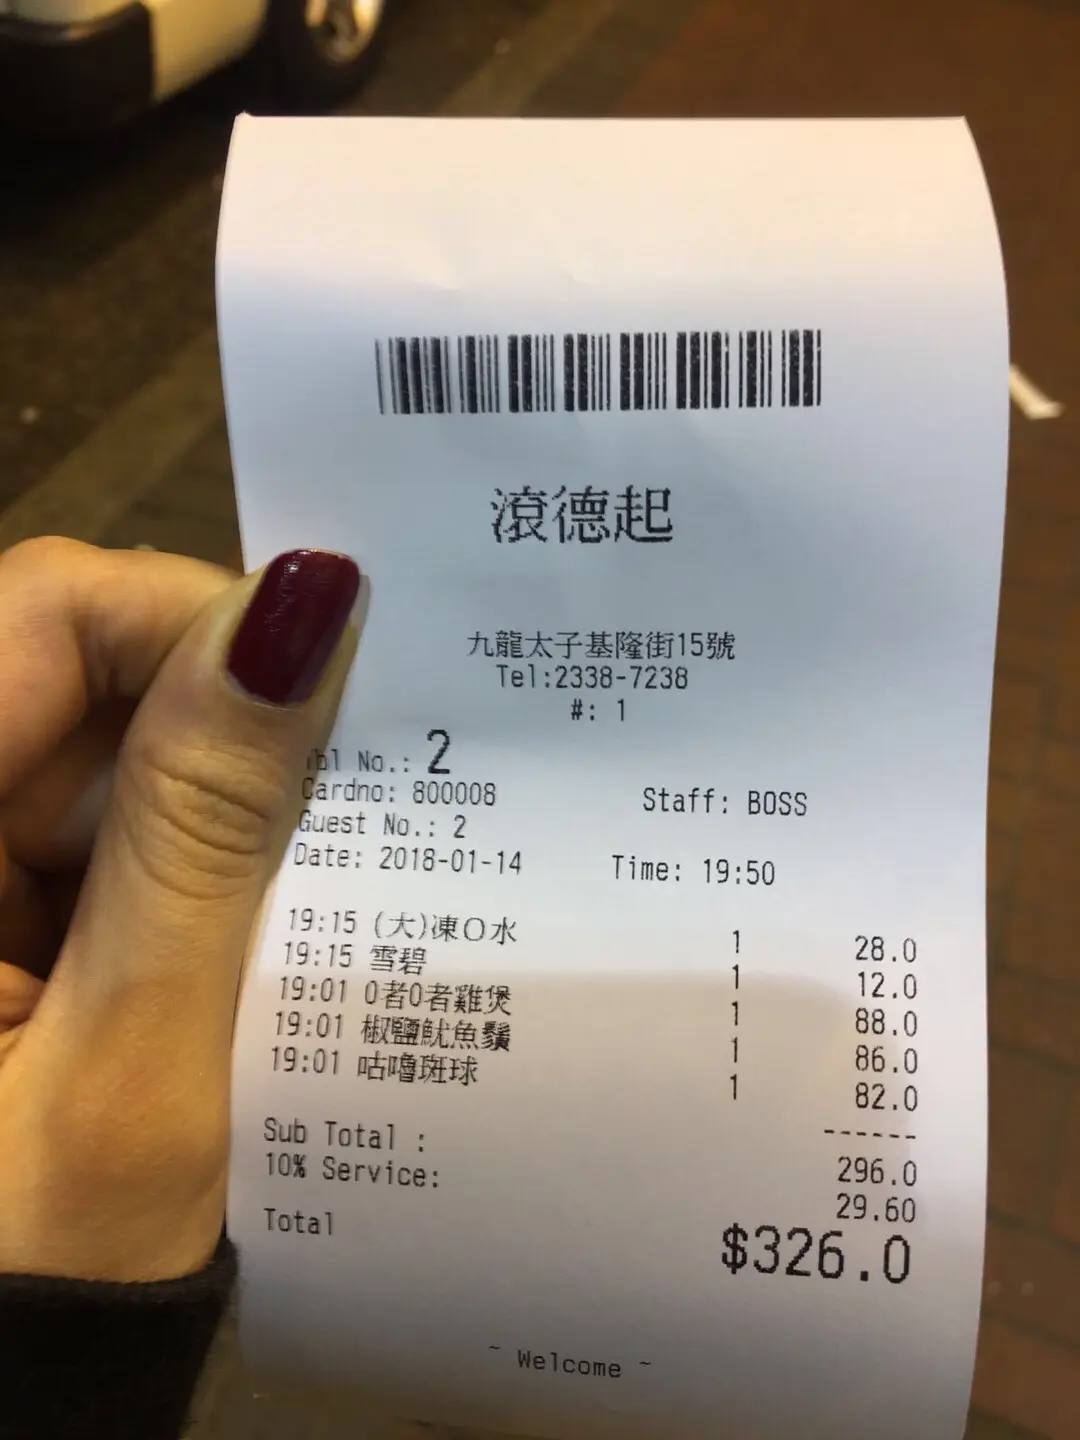 滾德起
九龍太子基隆街15號
Tel:2338-7238
#: 1
Tbl No.: 2
Cardno: 800008 Staff: BOSS
Guest No.: 2
Date: 2018-01-14 Time: 19:50
19:15 (大)凍O水 1 28.0
19:15 雪碧 1 12.0
19:01 O者O者雞煲 1 88.0
19:01 椒鹽魷魚鬚 1 86.0
19:01 咕嚕斑球 1 82.0
------
Sub Total : 296.0
10% Service: 29.60
Total $326.0
~ Welcome ~